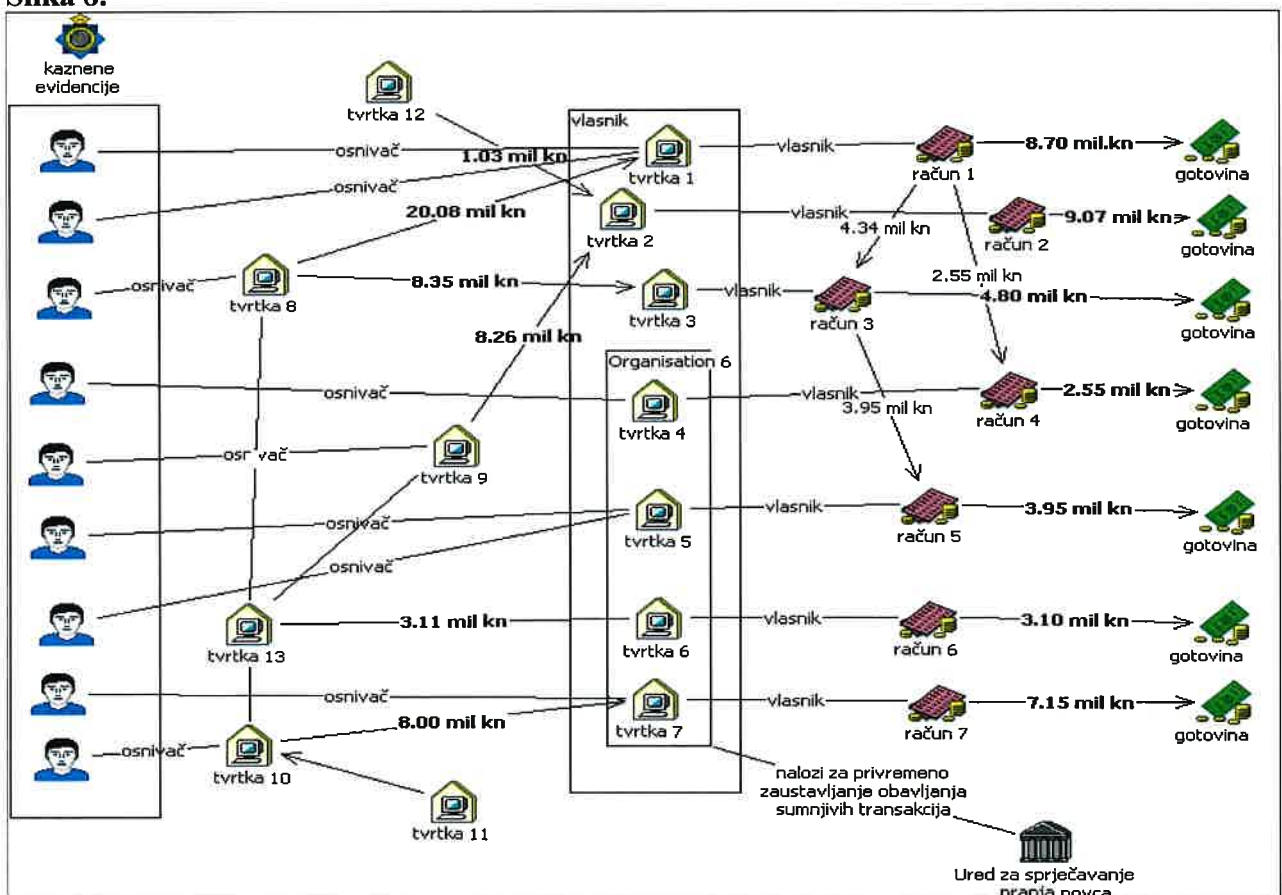 Slika 6.
kaznene
evidencije
tvrtka 12
vlasnik
osnivač
1.03 mil kn
tvrtka 1
vlasnik
račun 1
8.70 mil.kn
gotovina
osnivač
20.08 mil kn
tvrtka 2
vlasnik
4.34 mil kn
račun 2
9.07 mil kn
gotovina
osnivač
tvrtka 8
8.35 mil kn
tvrtka 3
vlasnik
račun 3
2.55 mil kn
4.80 mil kn
gotovina
8.26 mil kn
Organisation 6
osnivač
tvrtka 4
vlasnik
3.95 mil kn
račun 4
2.55 mil kn
gotovina
osnivač
tvrtka 9
osnivač
tvrtka 5
vlasnik
račun 5
3.95 mil kn
gotovina
osnivač
tvrtka 13
3.11 mil kn
tvrtka 6
vlasnik
račun 6
3.10 mil kn
gotovina
osnivač
8.00 mil kn
tvrtka 7
vlasnik
račun 7
7.15 mil kn
gotovina
osnivač
tvrtka 10
tvrtka 11
nalozi za privremeno
zaustavljanje obavljanja
sumnjivih transakcija
Ured za sprječavanje
pranja novca